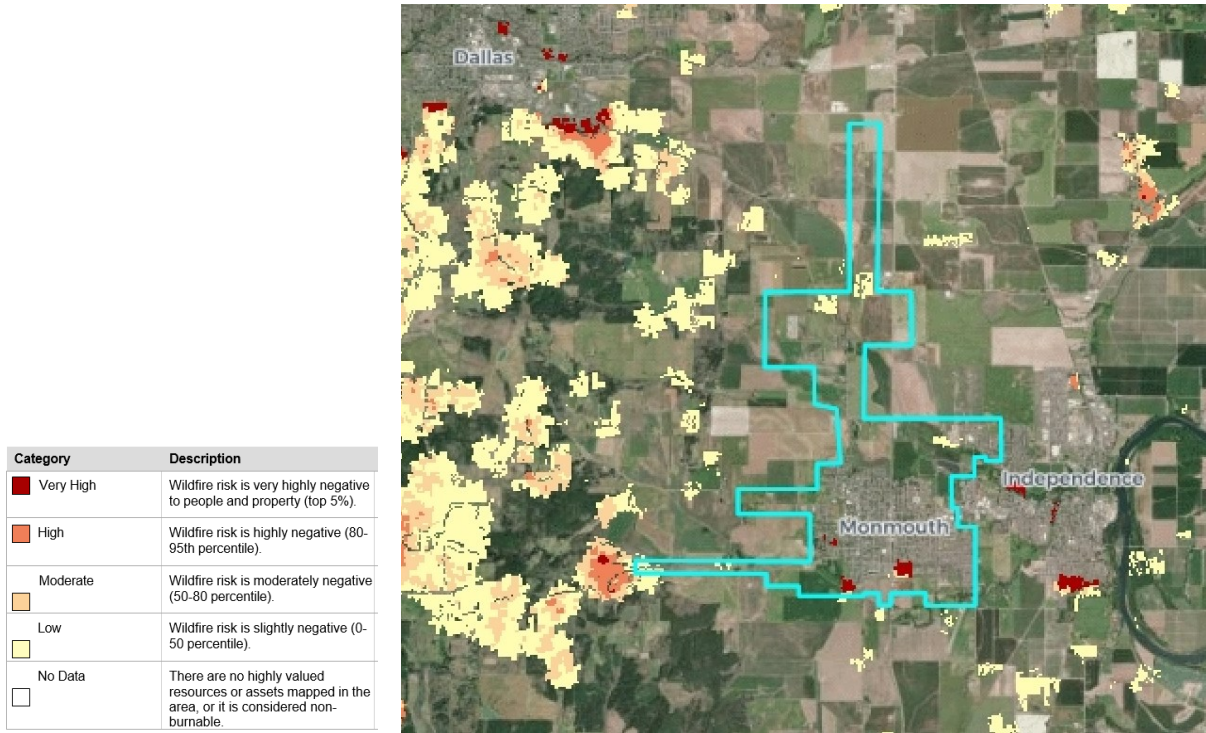 Category Description
Very High Wildfire risk is very highly negative
to people and property (top 5%).
High Wildfire risk is highly negative (80-
95th percentile).
Moderate Wildfire risk is moderately negative
(50-80 percentile).
Low Wildfire risk is slightly negative (0-
50 percentile).
No Data There are no highly valued
resources or assets mapped in the
area, or it is considered non-
burnable.
Dallas
Independence
Monmouth